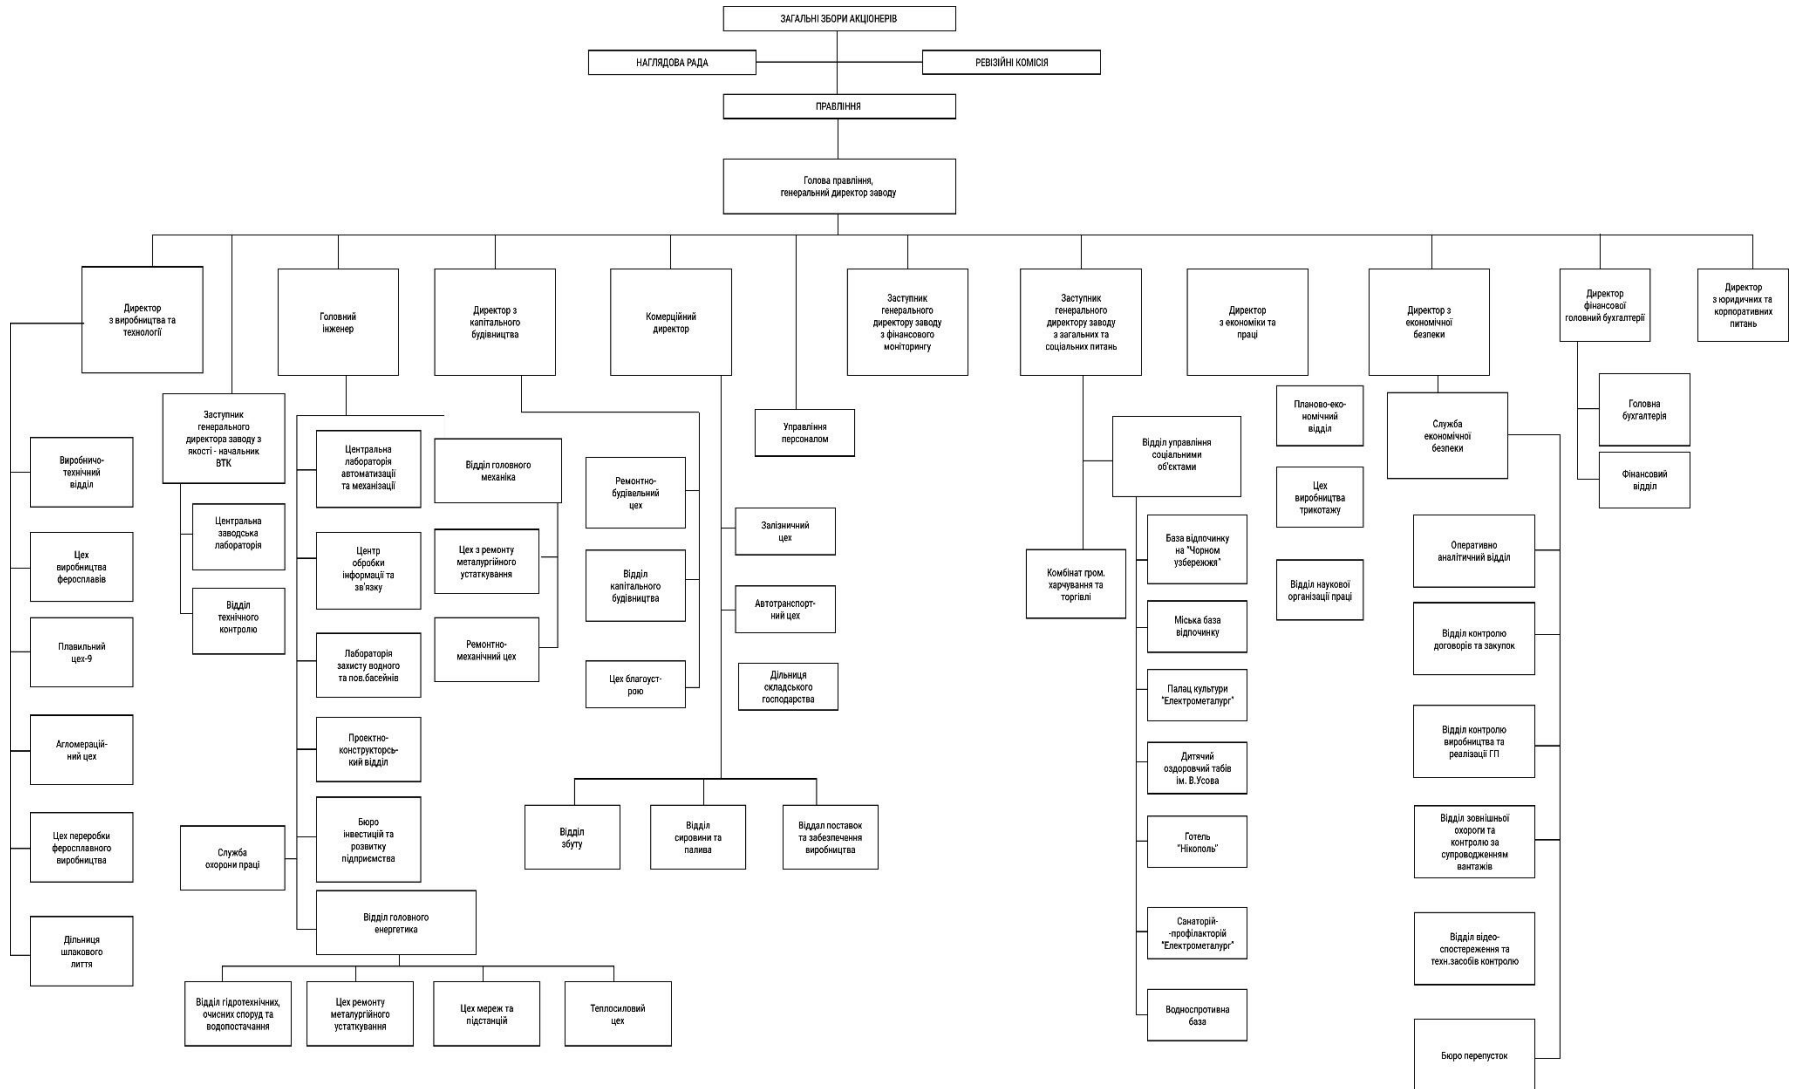 ЗАГАЛЬНІ ЗБОРИ АКЦІОНЕРІВ
НАГЛЯДОВА РАДА
РЕВІЗІЙНІ КОМІСІЯ
ПРАВЛІННЯ
Голова правління,
генеральний директор заводу
Директор
з виробництва та
технології
Головний
інженер
Директор з
капітального
будівництва
Комерційний
директор
Заступник
генерального
директору заводу
з фінансового
моніторингу
Заступник
генерального
директору заводу
з загальних та
соціальних питань
Директор
з економіки та
праці
Директор з
економічної
безпеки
Директор
фінансової
головний бухгалтерії
Директор
з юридичних та
корпоративних
питань
Виробничо-
технічний
відділ
Цех
виробництва
феросплавів
Плавильний
цех-9
Агломерацій-
ний цех
Цех переробки
феросплавного
виробництва
Дільниця
шлакового
лиття
Заступник
генерального
директора заводу з
якості - начальник
ВТК
Центральна
заводська
лабораторія
Відділ
технічного
контролю
Служба
охорони праці
Центральна
лабораторія
автоматизації
та механізації
Центр
обробки
інформації та
зв'язку
Лабораторія
захисту водного
та пов.басейнів
Проектно-
конструкторсь-
кий відділ
Бюро
інвестицій та
розвитку
підприємства
Відділ головного
енергетика
Відділ гідротехнічних,
очисних споруд та
водопостачання
Цех ремонту
металургійного
устаткування
Цех мереж та
підстанцій
Теплосиловий
цех
Відділ головного
механіка
Цех з ремонту
металургійного
устаткування
Ремонтно-
механічний цех
Ремонтно-
будівельний
цех
Відділ
капітального
будівництва
Цех благоуст-
рою
Управління
персоналом
Залізничний
цех
Автотранспорт-
ний цех
Дільниця
складського
господарства
Відділ
збуту
Відділ
сировини та
палива
Віддал поставок
та забезпечення
виробництва
Відділ управління
соціальними
об'єктами
Комбінат гром.
харчування та
торгівлі
База відпочинку
на "Чорном
узбережжя"
Міська база
відпочинку
Палац культури
"Електрометалург"
Дитячий
оздоровчий табів
ім. В.Усова
Готель
"Нікополь"
Санаторій-
-профілакторій
"Електрометалург"
Водноспротивна
база
Планово-еко-
номічний
відділ
Цех
виробництва
трикотажу
Відділ наукової
організації праці
Служба
економічної
безпеки
Оперативно
аналітичний відділ
Відділ контролю
договорів та закупок
Відділ контролю
виробництва та
реалізації ГП
Відділ зовнішньої
охороги та
контролю за
супроводженням
вантажів
Відділ відео-
спостереження та
техн.засобів контролю
Бюро перепусток
Головна
бухгалтерія
Фінансовий
відділ